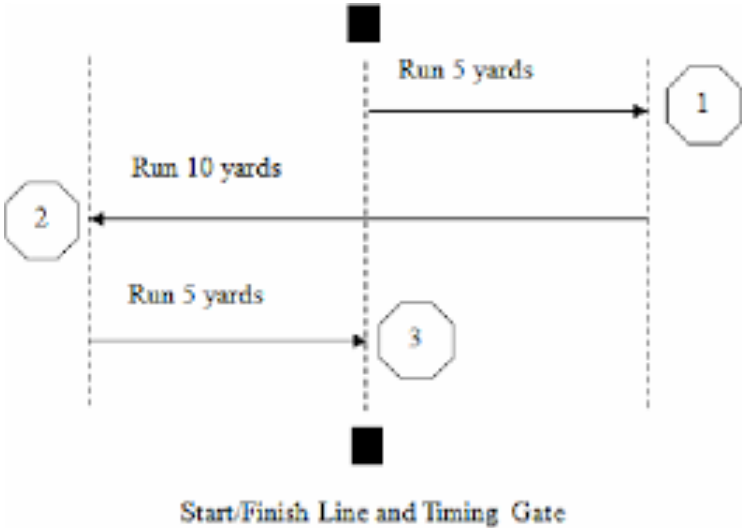 Run 5 yards
1
Run 10 yards
2
Run 5 yards
3
Start/Finish Line and Timing Gate